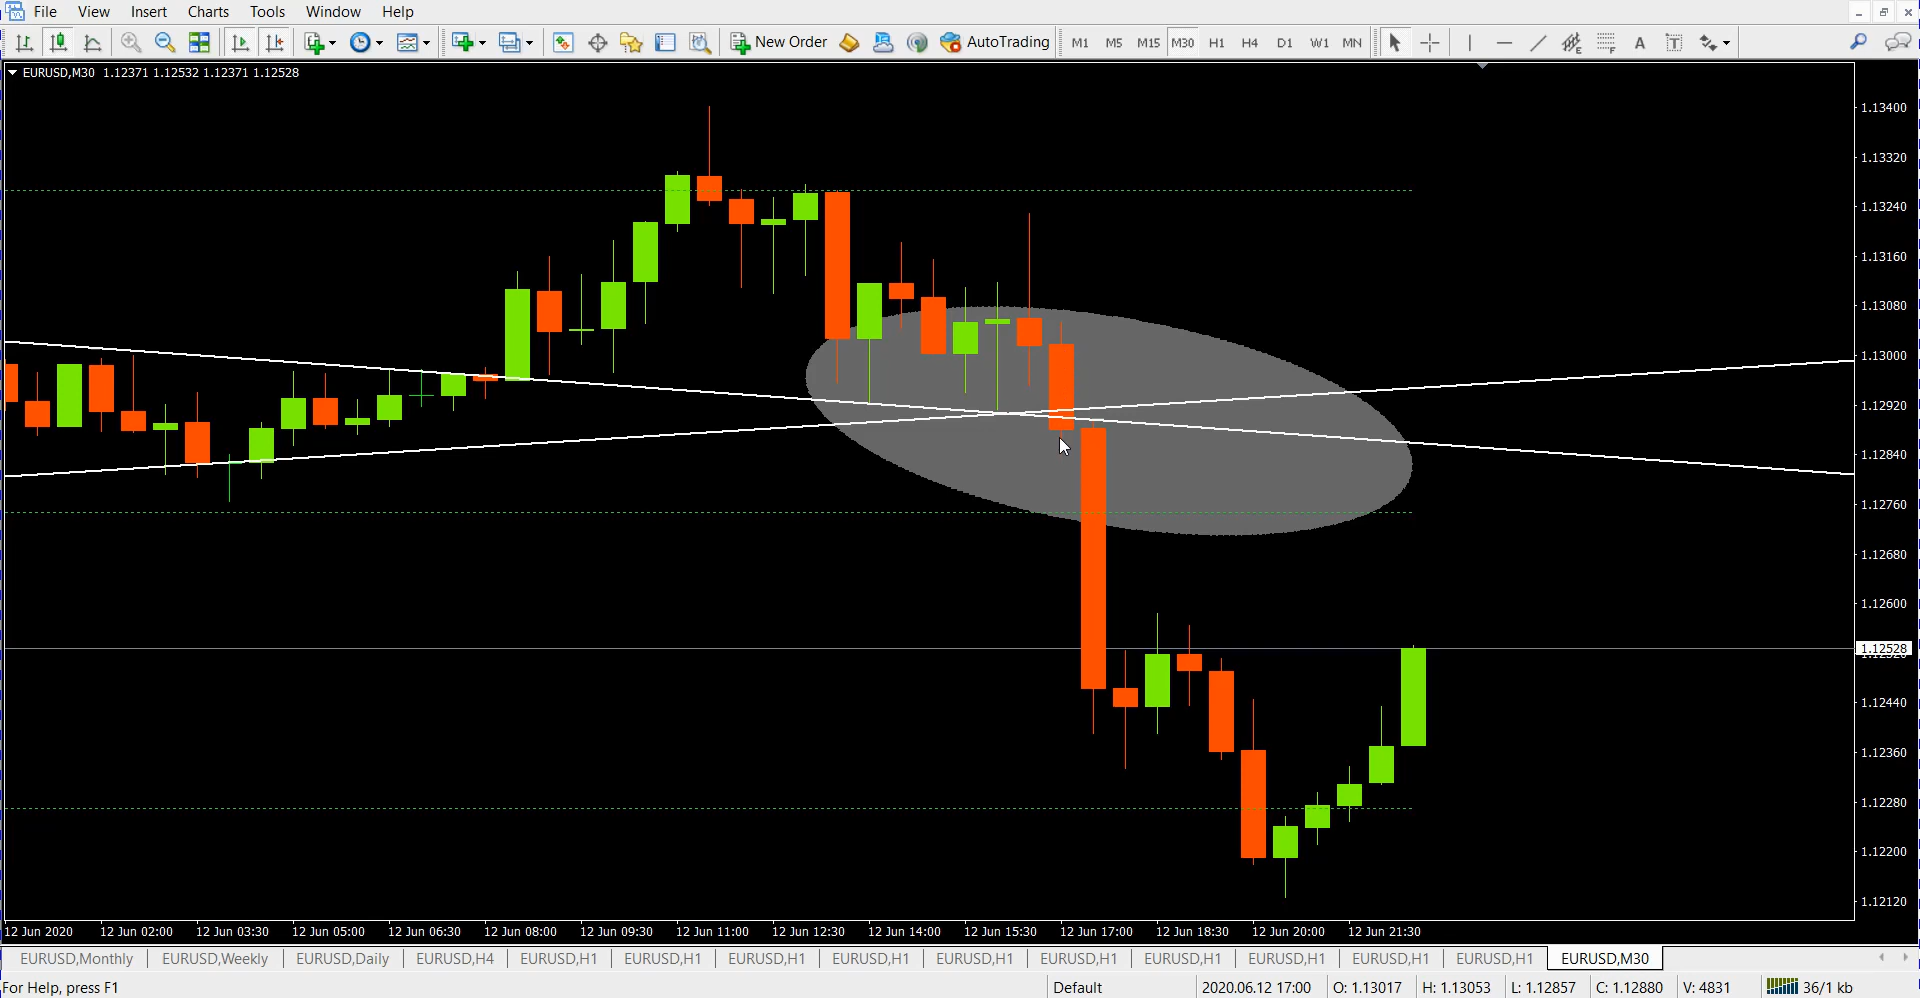 File View Insert Charts Tools Window Help
New Order AutoTrading M1 M5 M15 M30 H1 H4 D1 W1 MN A T
EURUSD,M30 1.12371 1.12532 1.12371 1.12528
1.13400
1.13320
1.13240
1.13160
1.13080
1.13000
1.12920
1.12840
1.12760
1.12680
1.12600
1.12528
1.12440
1.12360
1.12280
1.12200
1.12120
12 Jun 2020 12 Jun 02:00 12 Jun 03:30 12 Jun 05:00 12 Jun 06:30 12 Jun 08:00 12 Jun 09:30 12 Jun 11:00 12 Jun 12:30 12 Jun 14:00 12 Jun 15:30 12 Jun 17:00 12 Jun 18:30 12 Jun 20:00 12 Jun 21:30
EURUSD,Monthly EURUSD,Weekly EURUSD,Daily EURUSD,H4 EURUSD,H1 EURUSD,H1 EURUSD,H1 EURUSD,H1 EURUSD,H1 EURUSD,H1 EURUSD,H1 EURUSD,H1 EURUSD,H1 EURUSD,H1 EURUSD,M30
For Help, press F1 Default 2020.06.12 17:00 O: 1.13017 H: 1.13053 L: 1.12857 C: 1.12880 V: 4831 36/1 kb